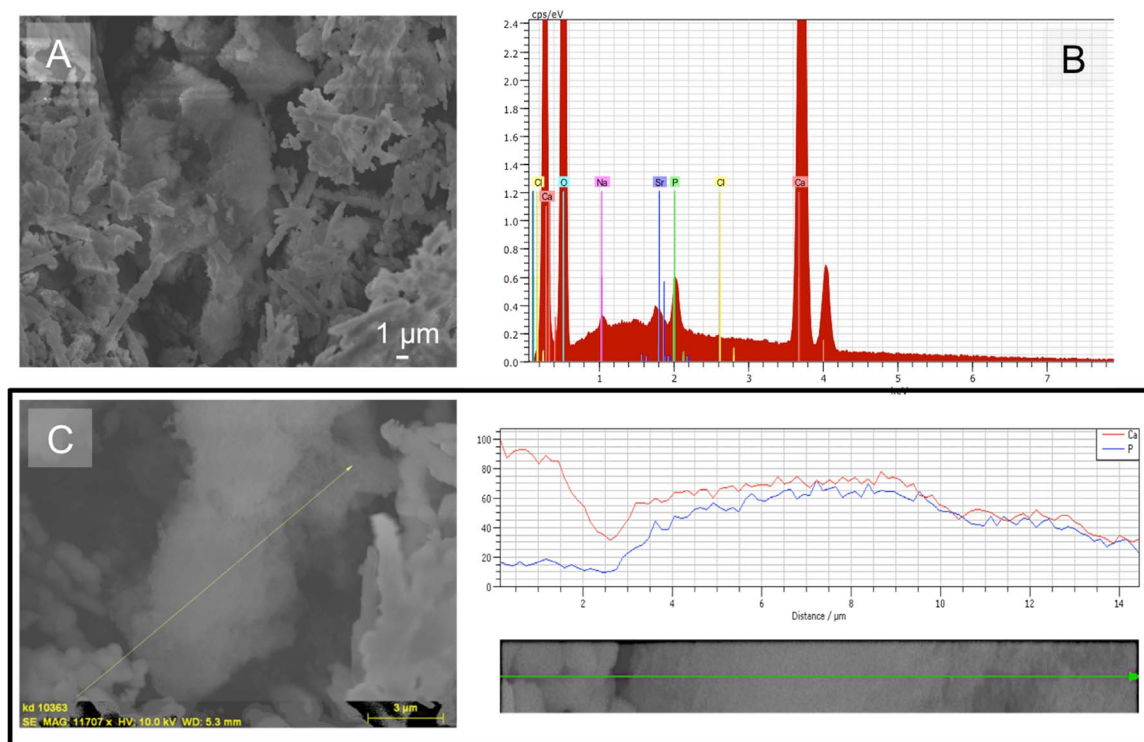 A
1 μm
cps/eV
B
2.4
2.2
2.0
1.8
1.6
1.4
1.2
1.0
0.8
0.6
0.4
0.2
0.0
Cl Ca O Na Sr P Cl Ca
1 2 3 4 5 6 7
C
kd 10363
SE MAG: 11707 x HV: 10.0 kV WD: 5.3 mm
3 μm
Ca
P
100
80
60
40
20
0
2 4 6 8 10 12 14
Distance / μm